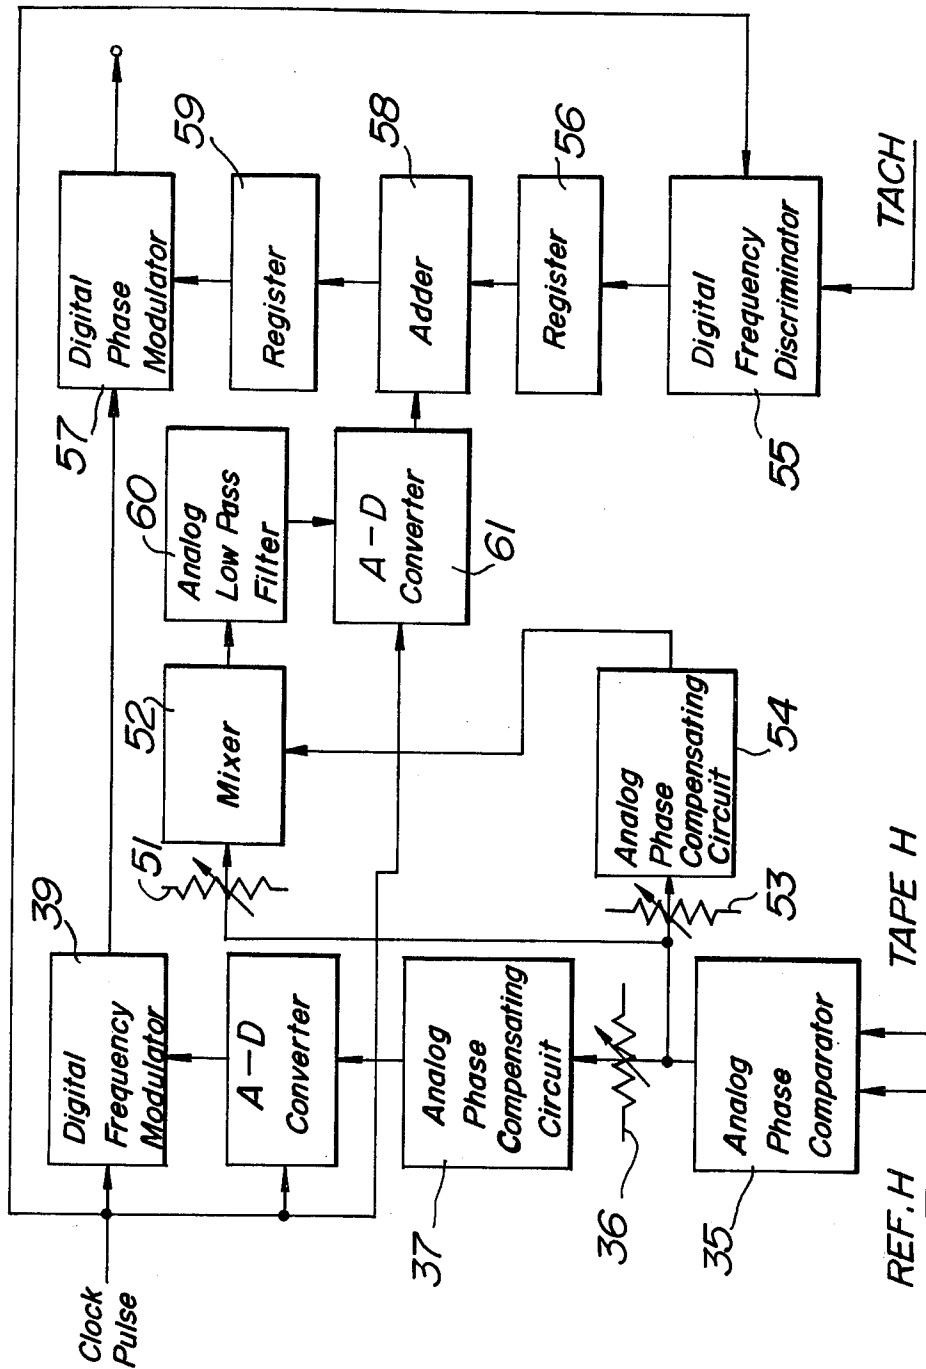 Clock
Pulse
39
Digital
Frequency
Modulator
57
Digital
Phase
Modulator
51
52
Mixer
60
Analog
Low Pass
Filter
59
Register
A-D
Converter
A-D
Converter
61
58
Adder
37
Analog
Phase
Compensating
Circuit
36
53
54
Analog
Phase
Compensating
Circuit
56
Register
35
Analog
Phase
Comparator
55
Digital
Frequency
Discriminator
REF. H
TAPE H
TACH